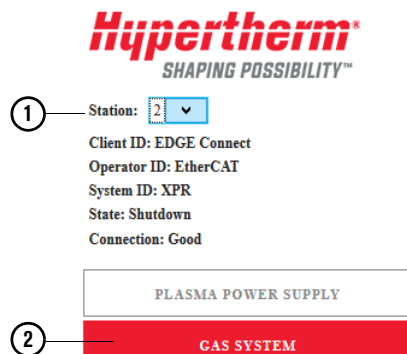 Hypertherm®
SHAPING POSSIBILITY™
1 Station: 2
Client ID: EDGE Connect
Operator ID: EtherCAT
System ID: XPR
State: Shutdown
Connection: Good
PLASMA POWER SUPPLY
2 GAS SYSTEM